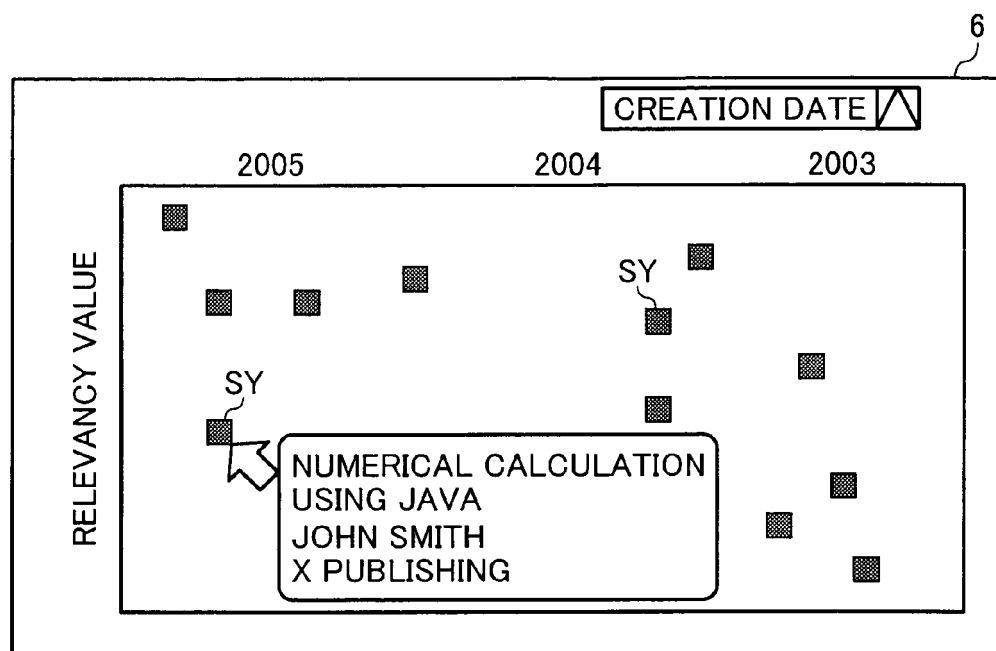 6
CREATION DATE
2005 2004 2003
RELEVANCY VALUE
SY
SY
NUMERICAL CALCULATION
USING JAVA
JOHN SMITH
X PUBLISHING